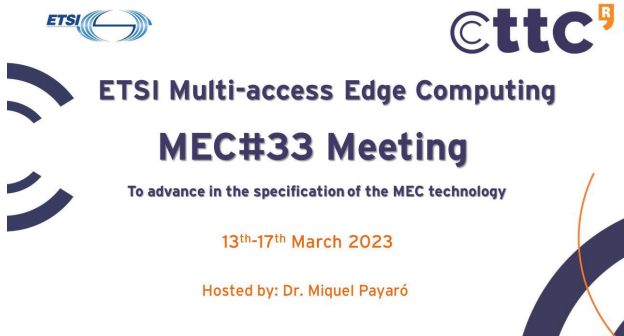 ETSI
cttc R
ETSI Multi-access Edge Computing
MEC#33 Meeting
To advance in the specification of the MEC technology
13th-17th March 2023
Hosted by: Dr. Miquel Payaró